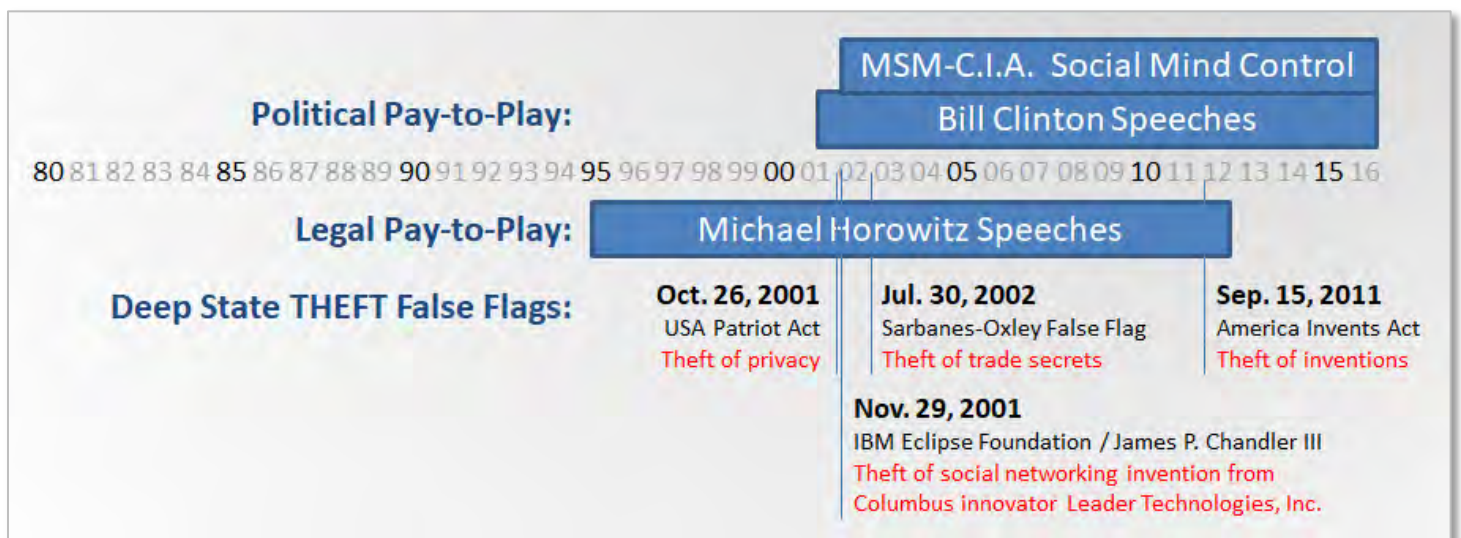 MSM-C.I.A. Social Mind Control
Political Pay-to-Play:
Bill Clinton Speeches
80 81 82 83 84 85 86 87 88 89 90 91 92 93 94 95 96 97 98 99 00 01 02 03 04 05 06 07 08 09 10 11 12 13 14 15 16
Legal Pay-to-Play:
Michael Horowitz Speeches
Deep State THEFT False Flags:
Oct. 26, 2001
USA Patriot Act
Theft of privacy
Jul. 30, 2002
Sarbanes-Oxley False Flag
Theft of trade secrets
Sep. 15, 2011
America Invents Act
Theft of inventions
Nov. 29, 2001
IBM Eclipse Foundation / James P. Chandler III
Theft of social networking invention from
Columbus innovator Leader Technologies, Inc.